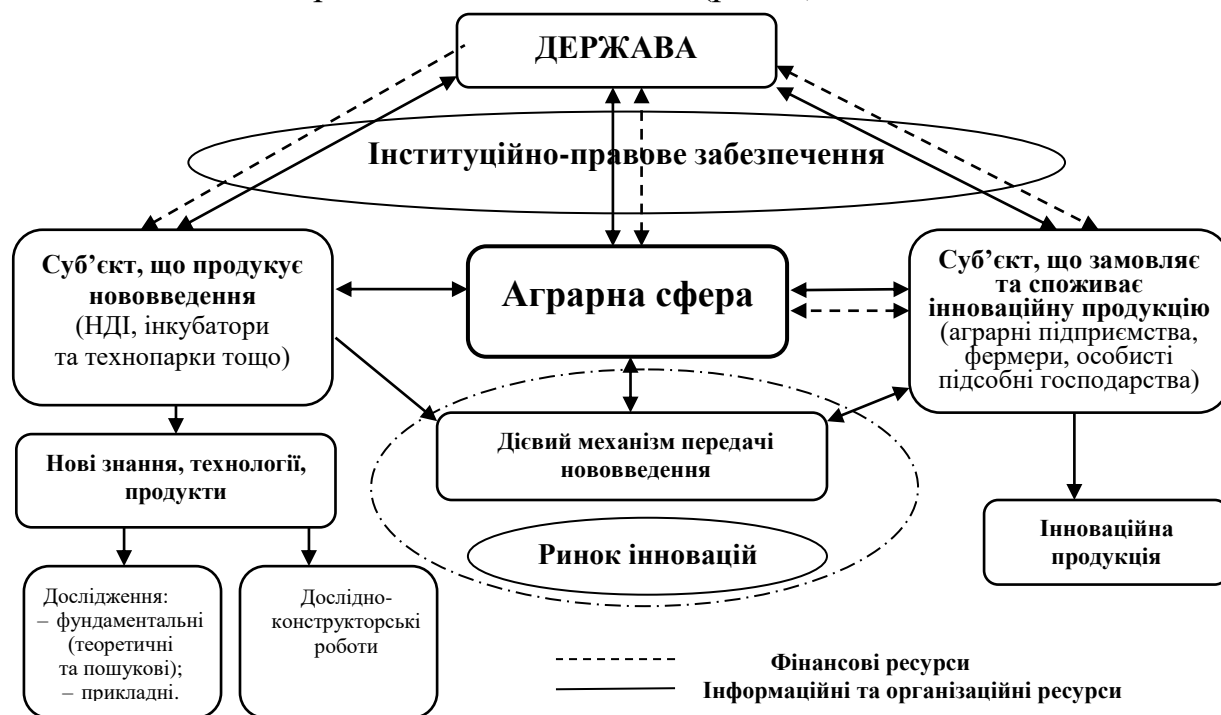 ДЕРЖАВА
Інституційно-правове забезпечення
Суб’єкт, що продукує
нововведення
(НДІ, інкубатори
та технопарки тощо)
Аграрна сфера
Суб’єкт, що замовляє
та споживає
інноваційну продукцію
(аграрні підприємства,
фермери, особисті
підсобні господарства)
Нові знання, технології,
продукти
Дієвий механізм передачі
нововведення
Ринок інновацій
Інноваційна
продукція
Дослідження:
– фундаментальні
(теоретичні
та пошукові);
– прикладні.
Дослідно-
конструкторські
роботи
Фінансові ресурси
Інформаційні та організаційні ресурси